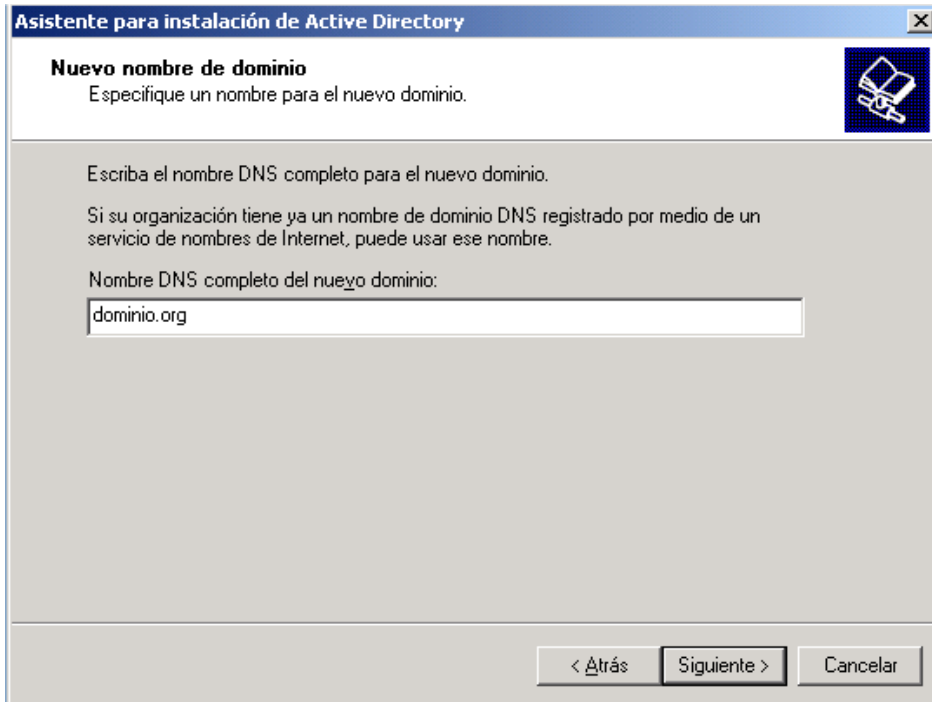 Asistente para instalación de Active Directory
Nuevo nombre de dominio
Especifique un nombre para el nuevo dominio.
Escriba el nombre DNS completo para el nuevo dominio.
Si su organización tiene ya un nombre de dominio DNS registrado por medio de un
servicio de nombres de Internet, puede usar ese nombre.
Nombre DNS completo del nuevo dominio:
dominio.org
< Atrás
Siguiente >
Cancelar